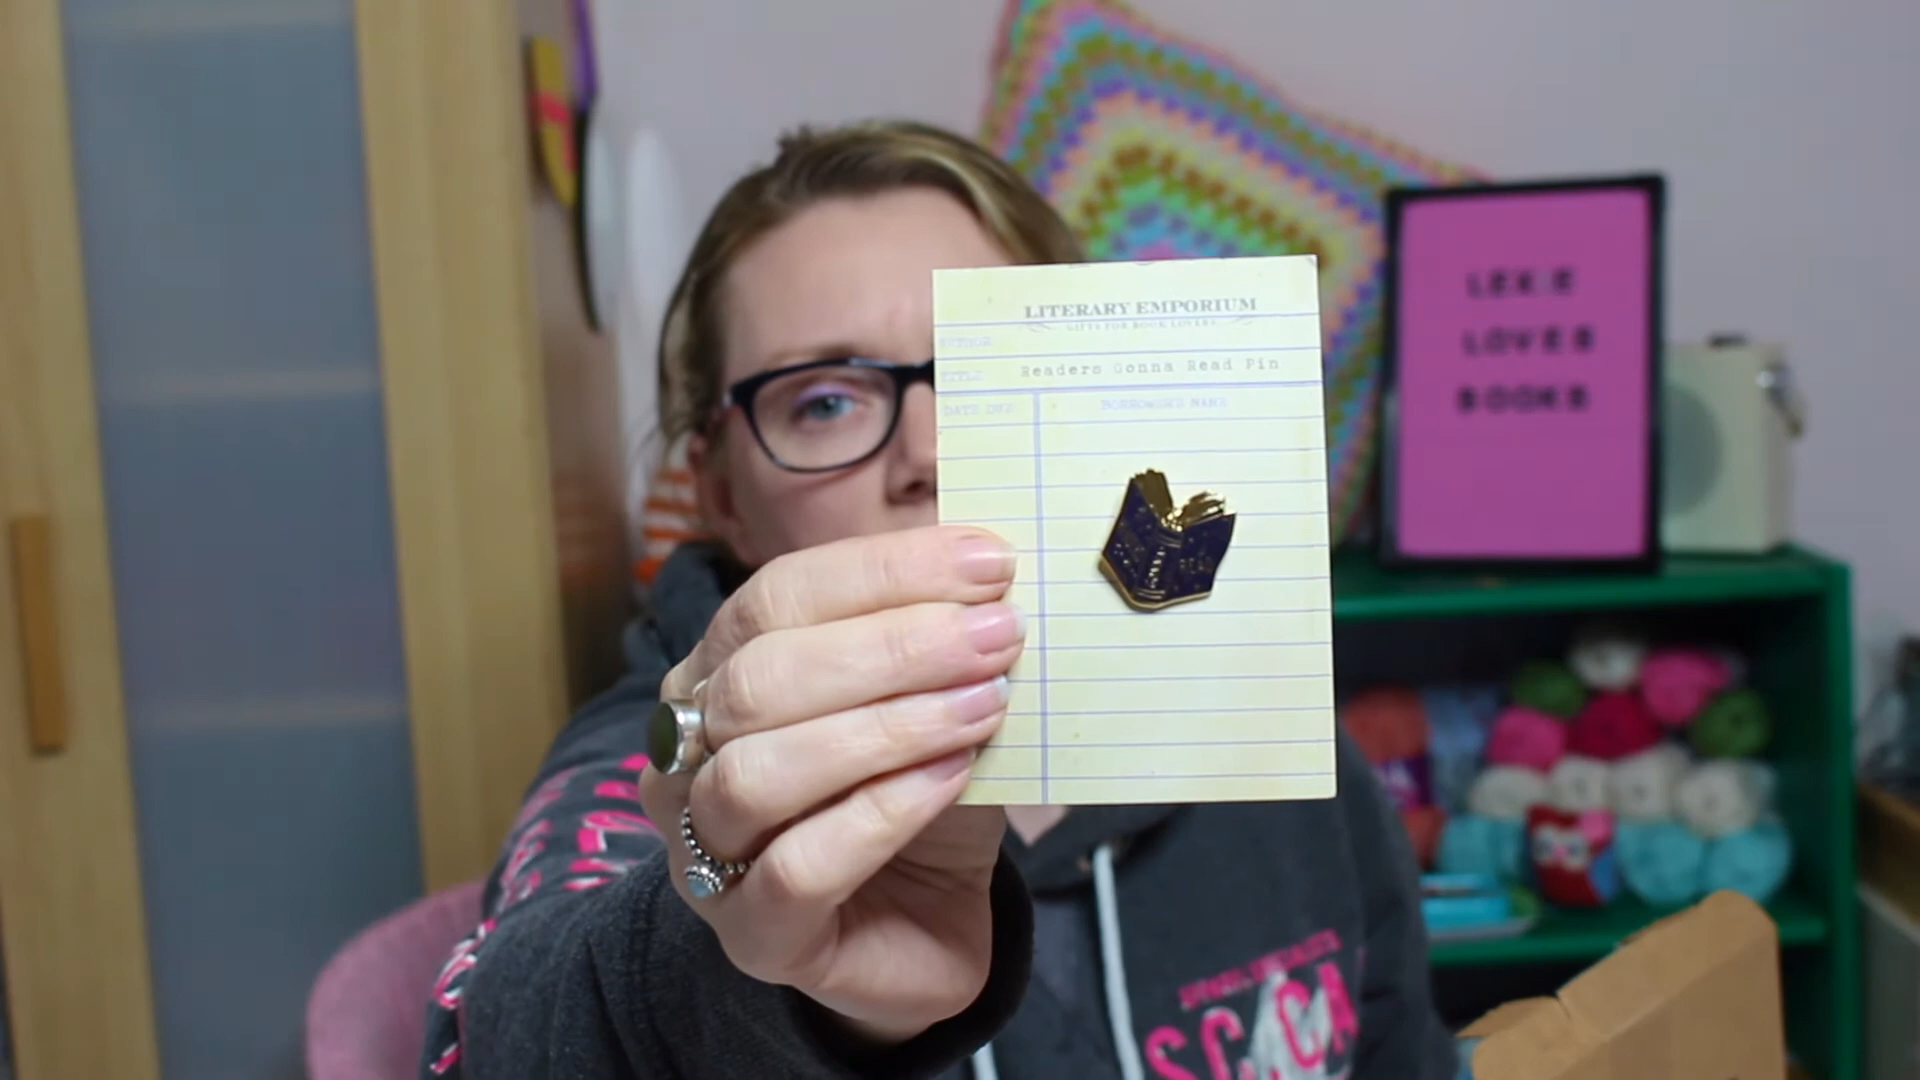 LITERARY EMPORIUM
GIFTS FOR BOOK LOVERS
AUTHOR
TITLE Readers Gonna Read Pin
DATE DUE BORROWER'S NAME
READ
LEXIE
LOVES
BOOKS